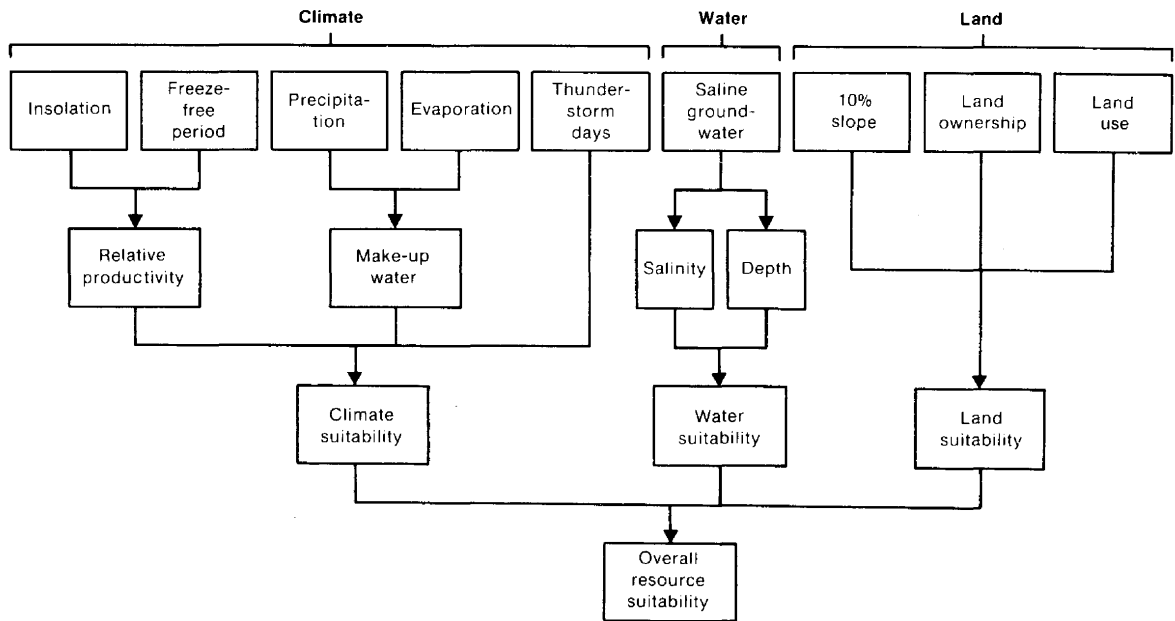 Climate
Water
Land
Insolation
Freeze-
free
period
Precipita-
tion
Evaporation
Thunder-
storm
days
Saline
ground-
water
10%
slope
Land
ownership
Land
use
Relative
productivity
Make-up
water
Salinity
Depth
Climate
suitability
Water
suitability
Land
suitability
Overall
resource
suitability